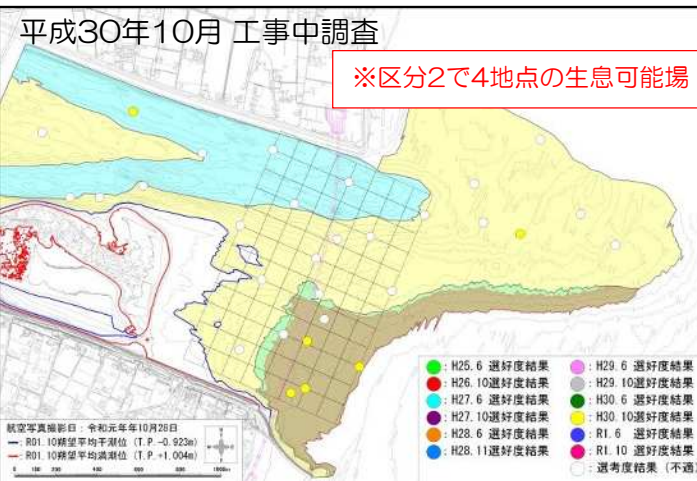 平成30年10月 工事中調査
※区分2で4地点の生息可能場
: H25.6 選好度結果
: H26.10選好度結果
: H27.6 選好度結果
: H27.10選好度結果
: H28.6 選好度結果
: H28.11選好度結果
: H29.6 選好度結果
: H29.10選好度結果
: H30.6 選好度結果
: H30.10選好度結果
: R1.6 選好度結果
: R1.10 選好度結果
: 選考度結果 (不適
航空写真撮影日:令和元年年10月28日
: R01.10朔望平均干潮位 (T.P.-0.923m)
: R01.10朔望平均満潮位 (T.P.+1.004m)